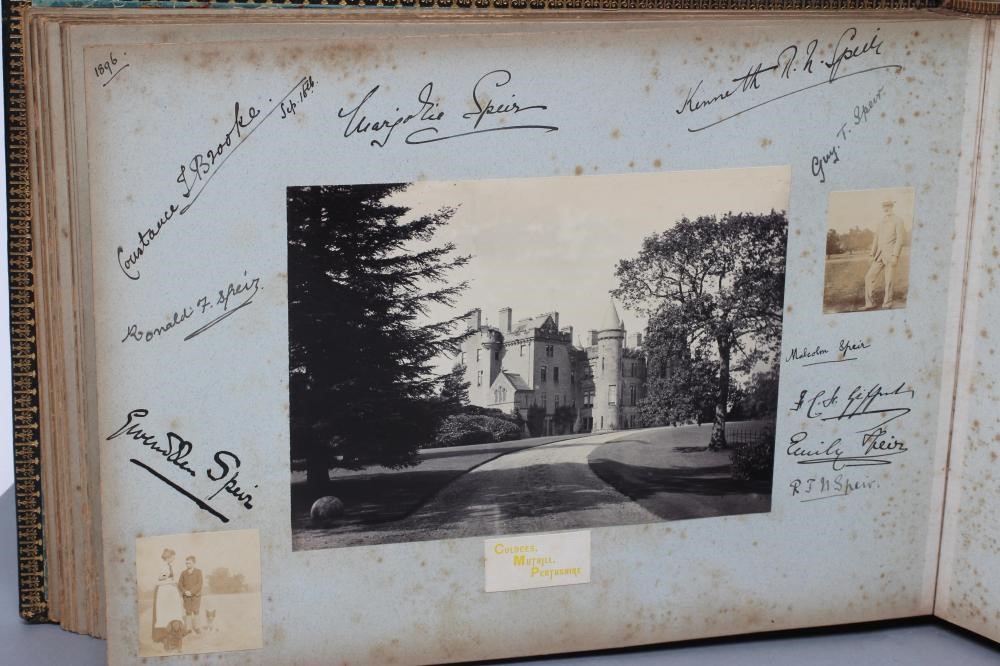 1896
Constance S Brooke. Sep. 18th.
Marjorie Speir
Kenneth R. N. Speir
Guy. T. Speir.
Ronald F. Speir
Malcolm Speir
Gwendolen Speir
Emily Speir
R T N Speir.
Culdees,
Muthill,
Perthshire